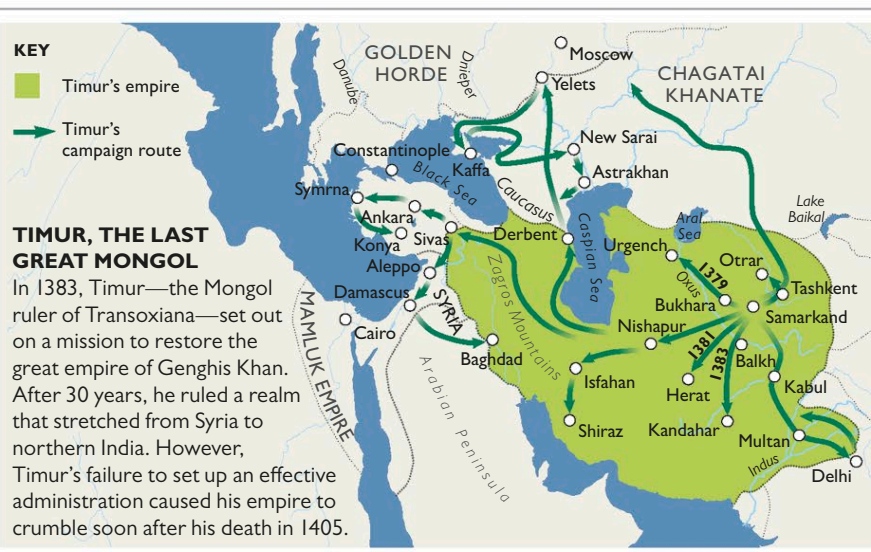 KEY
Timur's empire
Timur's
campaign route
TIMUR, THE LAST
GREAT MONGOL
In 1383, Timur—the Mongol
ruler of Transoxiana—set out
on a mission to restore the
great empire of Genghis Khan.
After 30 years, he ruled a realm
that stretched from Syria to
northern India. However,
Timur's failure to set up an effective
administration caused his empire to
crumble soon after his death in 1405.
GOLDEN
HORDE
Danube
Dnieper
Moscow
Yelets
CHAGATAI
KHANATE
New Sarai
Astrakhan
Constantinople
Kaffa
Black Sea
Caucasus
Symrna
Ankara
Konya
Sivas
Derbent
Caspian Sea
Aral
Sea
Lake
Baikal
Urgench
Otrar
1379
Oxus
Tashkent
Bukhara
Samarkand
Aleppo
Damascus
SYRIA
Zagros Mountains
Nishapur
1381
1383
Balkh
Cairo
MAMLUK EMPIRE
Baghdad
Isfahan
Herat
Kabul
Arabian Peninsula
Shiraz
Kandahar
Multan
Indus
Delhi